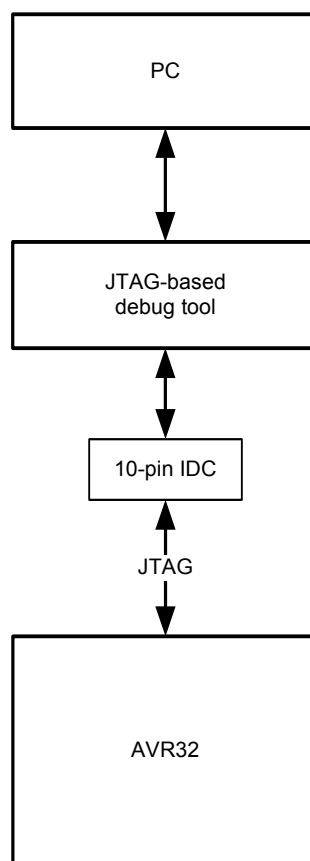 PC
JTAG-based
debug tool
10-pin IDC
JTAG
AVR32